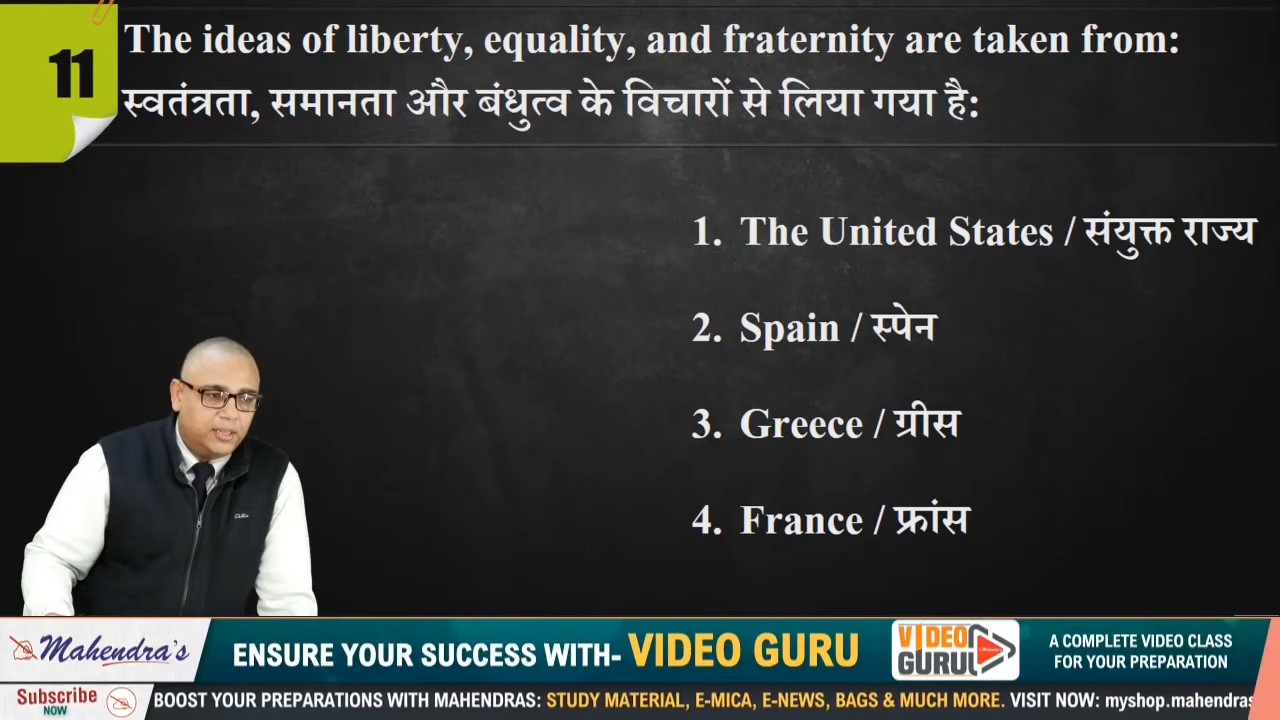 11
The ideas of liberty, equality, and fraternity are taken from:
स्वतंत्रता, समानता और बंधुत्व के विचारों से लिया गया है:
1. The United States / संयुक्त राज्य
2. Spain / स्पेन
3. Greece / ग्रीस
4. France / फ्रांस
Mahendra's
ENSURE YOUR SUCCESS WITH- VIDEO GURU
VIDEO
GURU
A COMPLETE VIDEO CLASS
FOR YOUR PREPARATION
Subscribe
NOW
BOOST YOUR PREPARATIONS WITH MAHENDRAS: STUDY MATERIAL, E-MICA, E-NEWS, BAGS & MUCH MORE. VISIT NOW: myshop.mahendras